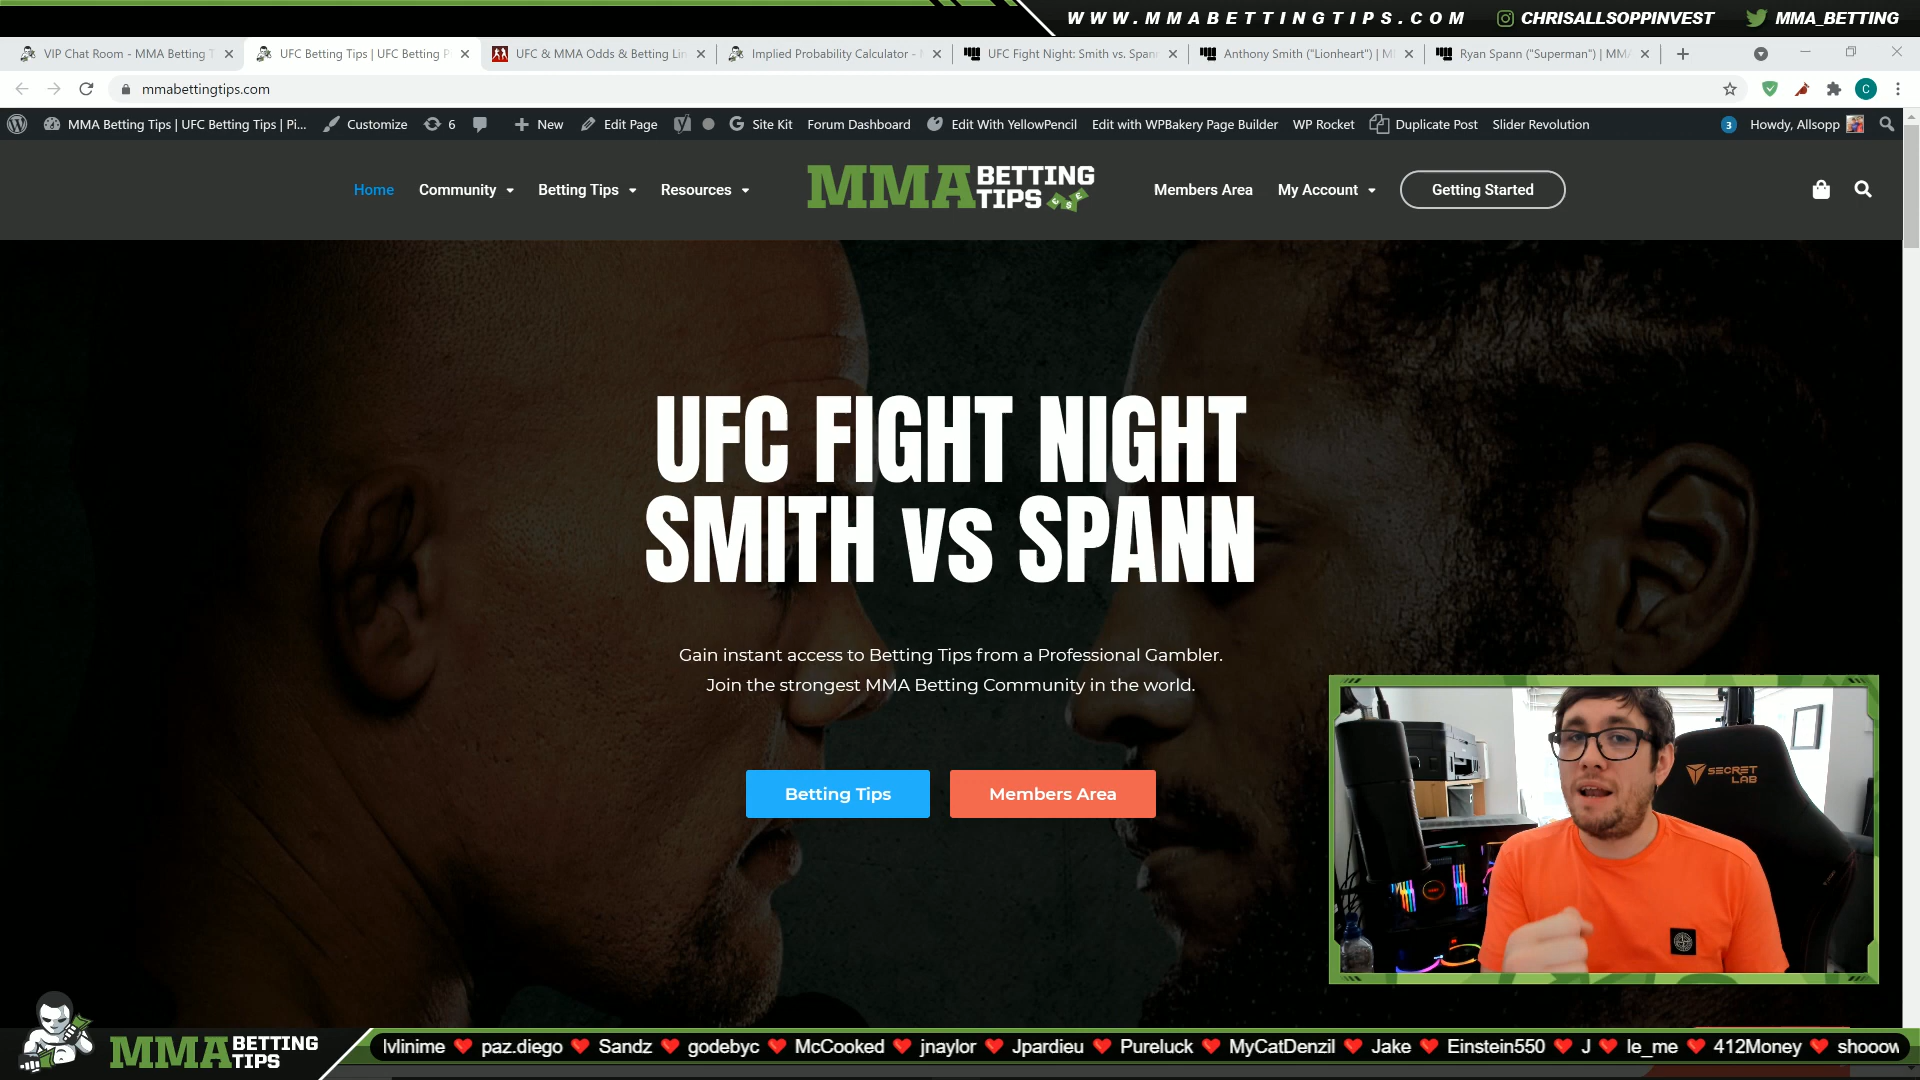 WWW.MMABETTINGTIPS.COM CHRISALLSOPPINVEST MMA_BETTING
VIP Chat Room - MMA Betting T UFC Betting Tips | UFC Betting P UFC & MMA Odds & Betting Lin Implied Probability Calculator - UFC Fight Night: Smith vs. Spann Anthony Smith ("Lionheart") | M Ryan Spann ("Superman") | MMA
mmabettingtips.com C
MMA Betting Tips | UFC Betting Tips | Pi... Customize 6 New Edit Page Site Kit Forum Dashboard Edit With YellowPencil Edit with WPBakery Page Builder WP Rocket Duplicate Post Slider Revolution 3 Howdy, Allsopp
Home Community Betting Tips Resources MMA BETTING TIPS Members Area My Account Getting Started
UFC FIGHT NIGHT
SMITH vs SPANN
Gain instant access to Betting Tips from a Professional Gambler.
Join the strongest MMA Betting Community in the world.
Betting Tips Members Area
SECRET
LAB
MMA BETTING TIPS
lvlinime paz.diego Sandz godebyc McCooked jnaylor Jpardieu Pureluck MyCatDenzil Jake Einstein550 J le_me 412Money shooow